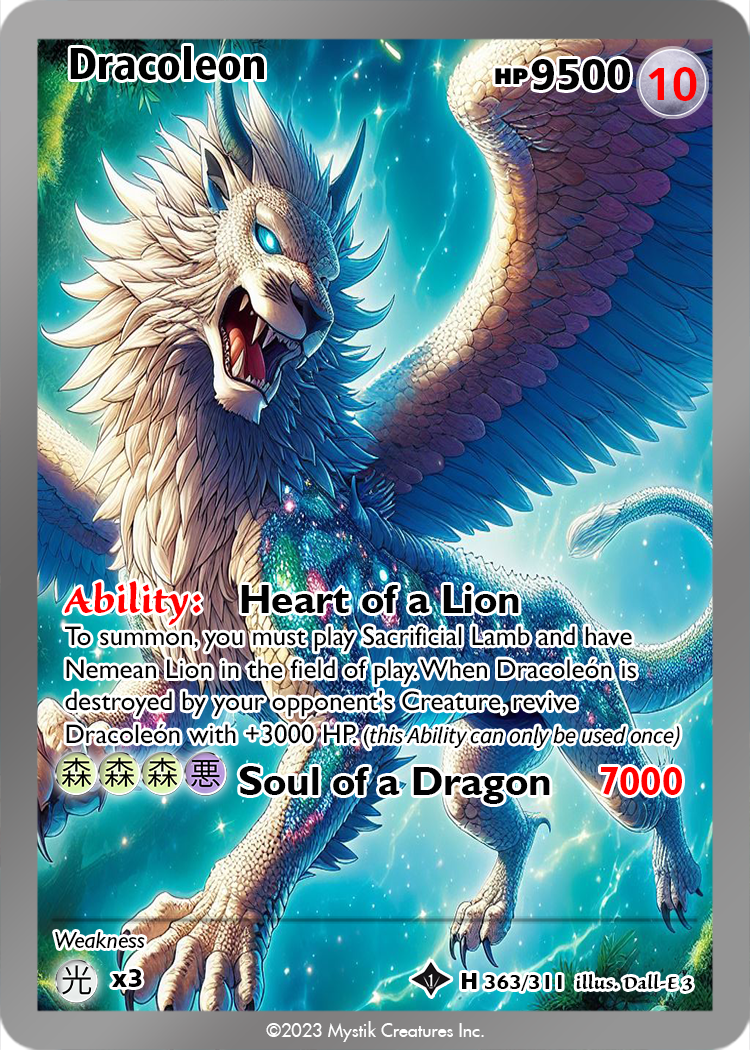 Dracoleon HP9500 10
Ability: Heart of a Lion
To summon, you must play Sacrificial Lamb and have
Nemean Lion in the field of play. When Dracoleón is
destroyed by your opponent's Creature, revive
Dracoleón with +3000 HP. (this Ability can only be used once)
森 森 森 悪 Soul of a Dragon 7000
Weakness
光 x3 1 H 363/311 illus. Dall-E 3
©2023 Mystik Creatures Inc.